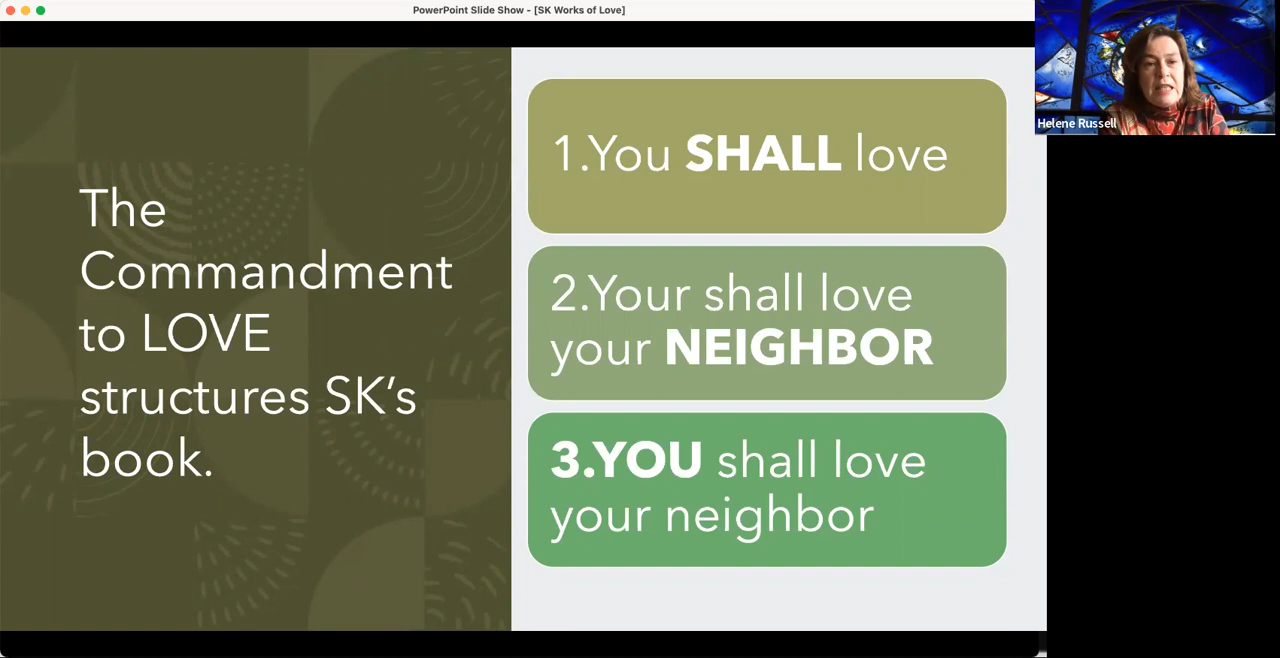 PowerPoint Slide Show - [SK Works of Love]
Helene Russell
The
Commandment
to LOVE
structures SK’s
book.
1.You SHALL love
2.Your shall love
your NEIGHBOR
3.YOU shall love
your neighbor